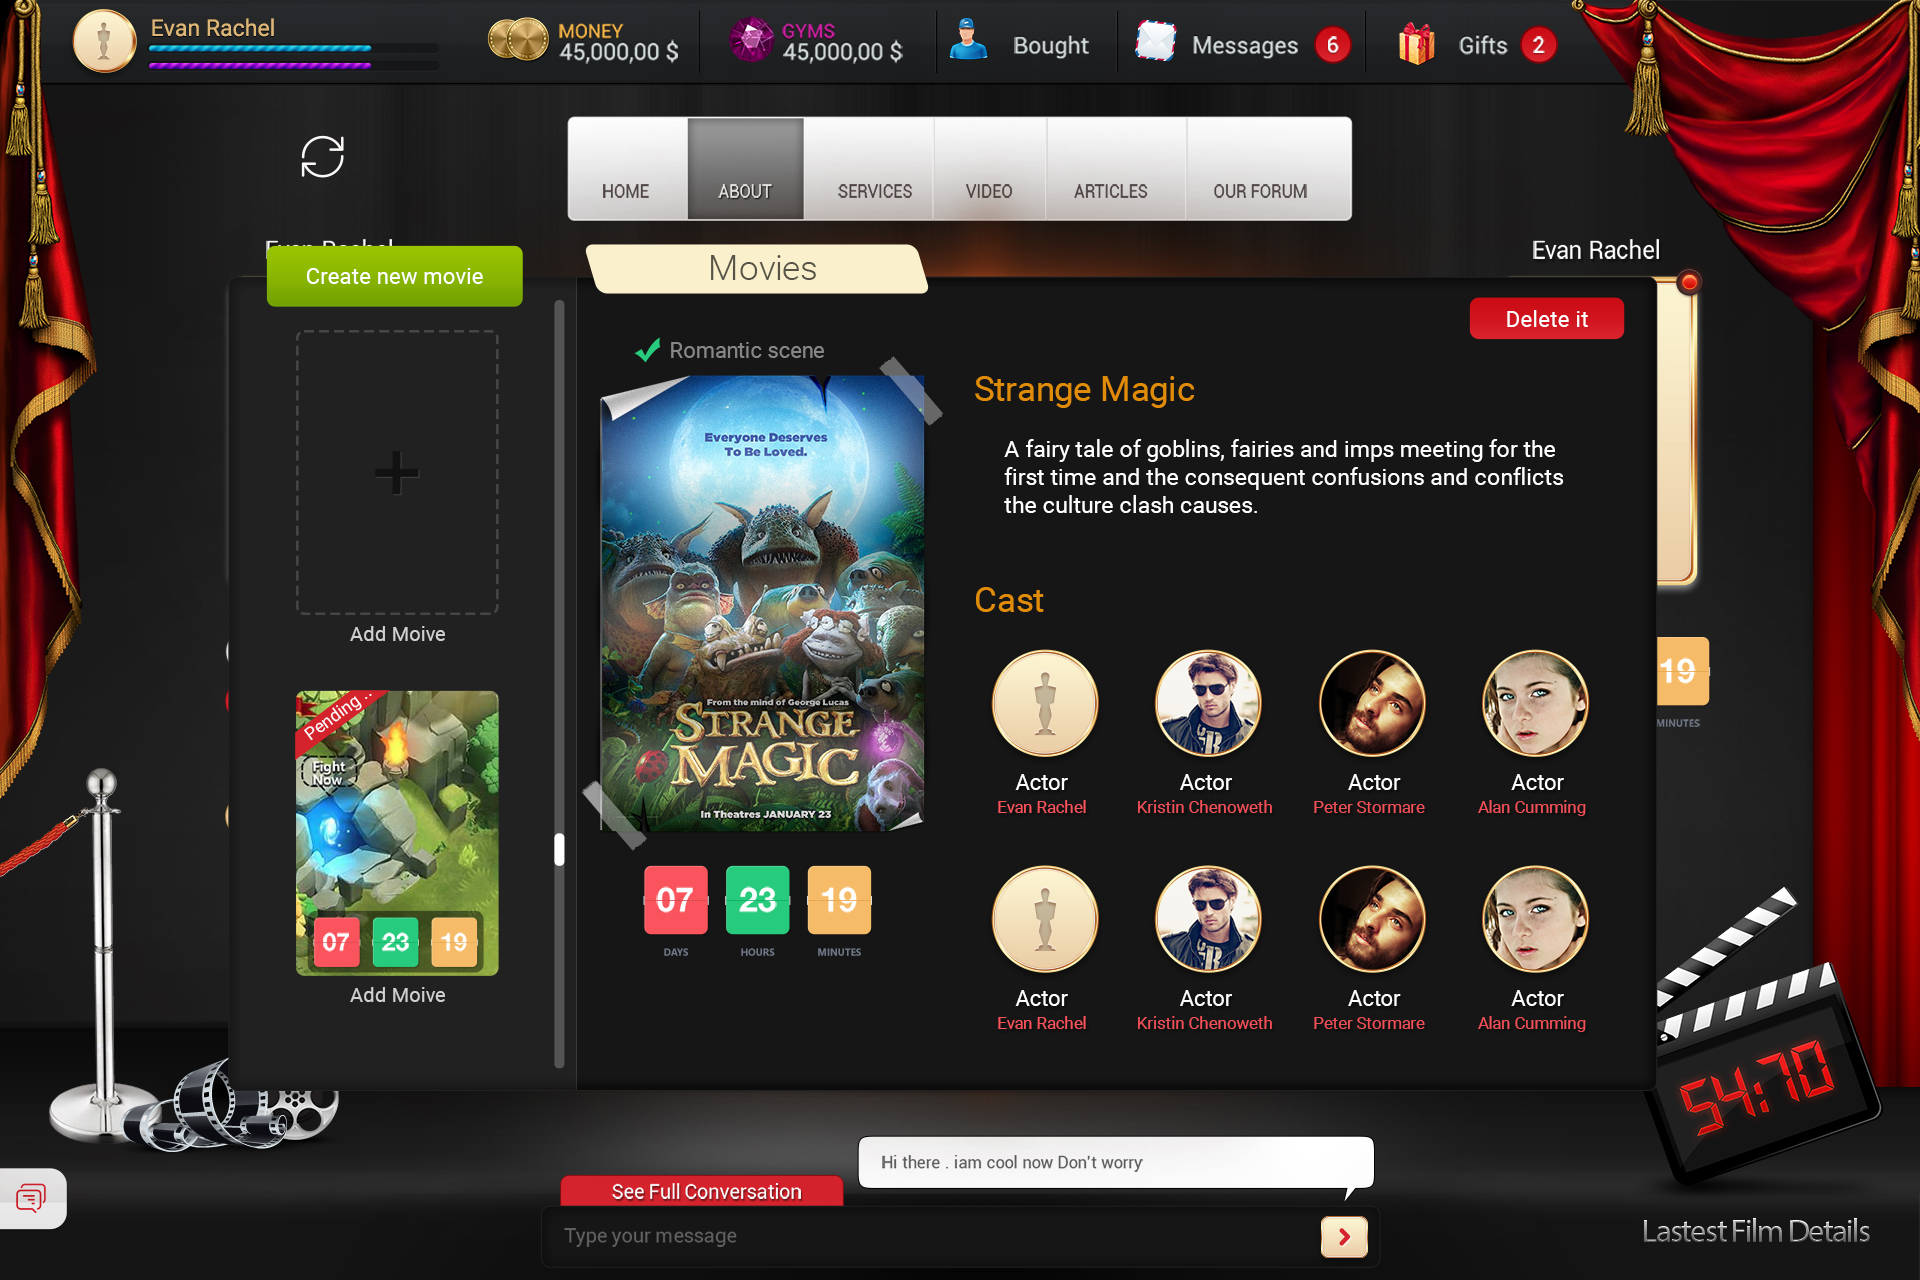 Evan Rachel
MONEY
45,000,00 $
GYMS
45,000,00 $
Bought
Messages
6
Gifts
2
HOME
ABOUT
SERVICES
VIDEO
ARTICLES
OUR FORUM
Evan Rachel
Create new movie
Movies
Evan Rachel
Delete it
Romantic scene
Add Moive
Pending..
Fight
Now
07
23
19
Add Moive
Everyone Deserves
To Be Loved.
From the mind of George Lucas
STRANGE
MAGIC
In Theatres JANUARY 23
07
23
19
DAYS
HOURS
MINUTES
Strange Magic
A fairy tale of goblins, fairies and imps meeting for the
first time and the consequent confusions and conflicts
the culture clash causes.
Cast
Actor
Evan Rachel
Actor
Kristin Chenoweth
Actor
Peter Stormare
Actor
Alan Cumming
Actor
Evan Rachel
Actor
Kristin Chenoweth
Actor
Peter Stormare
Actor
Alan Cumming
19
MINUTES
54:70
Hi there . iam cool now Don't worry
See Full Conversation
Type your message
Lastest Film Details